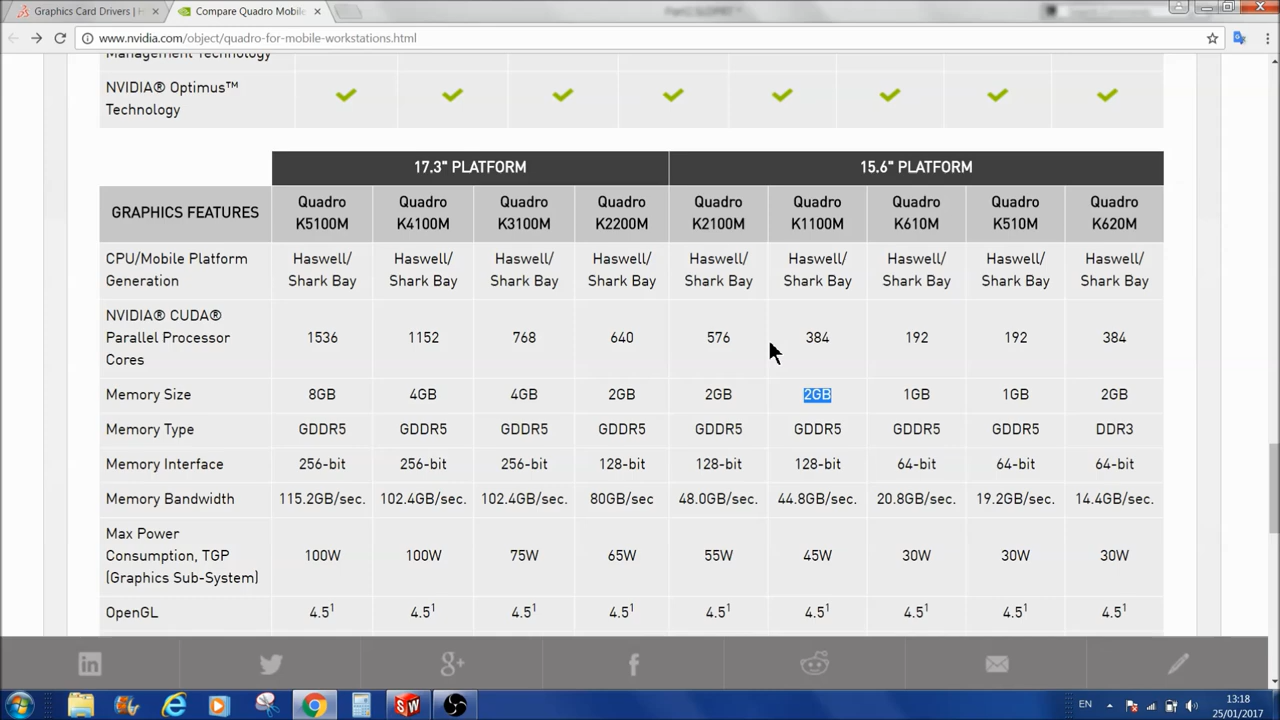 Graphics Card Drivers | H
Compare Quadro Mobile
www.nvidia.com/object/quadro-for-mobile-workstations.html
Management Technology
NVIDIA® Optimus™
Technology
17.3" PLATFORM 15.6" PLATFORM
GRAPHICS FEATURES Quadro K5100M Quadro K4100M Quadro K3100M Quadro K2200M Quadro K2100M Quadro K1100M Quadro K610M Quadro K510M Quadro K620M
CPU/Mobile Platform Generation Haswell/ Shark Bay Haswell/ Shark Bay Haswell/ Shark Bay Haswell/ Shark Bay Haswell/ Shark Bay Haswell/ Shark Bay Haswell/ Shark Bay Haswell/ Shark Bay Haswell/ Shark Bay
NVIDIA® CUDA® Parallel Processor Cores 1536 1152 768 640 576 384 192 192 384
Memory Size 8GB 4GB 4GB 2GB 2GB 2GB 1GB 1GB 2GB
Memory Type GDDR5 GDDR5 GDDR5 GDDR5 GDDR5 GDDR5 GDDR5 GDDR5 DDR3
Memory Interface 256-bit 256-bit 256-bit 128-bit 128-bit 128-bit 64-bit 64-bit 64-bit
Memory Bandwidth 115.2GB/sec. 102.4GB/sec. 102.4GB/sec. 80GB/sec 48.0GB/sec. 44.8GB/sec. 20.8GB/sec. 19.2GB/sec. 14.4GB/sec.
Max Power Consumption, TGP (Graphics Sub-System) 100W 100W 75W 65W 55W 45W 30W 30W 30W
OpenGL 4.5¹ 4.5¹ 4.5¹ 4.5¹ 4.5¹ 4.5¹ 4.5¹ 4.5¹ 4.5¹
EN
13:18
25/01/2017